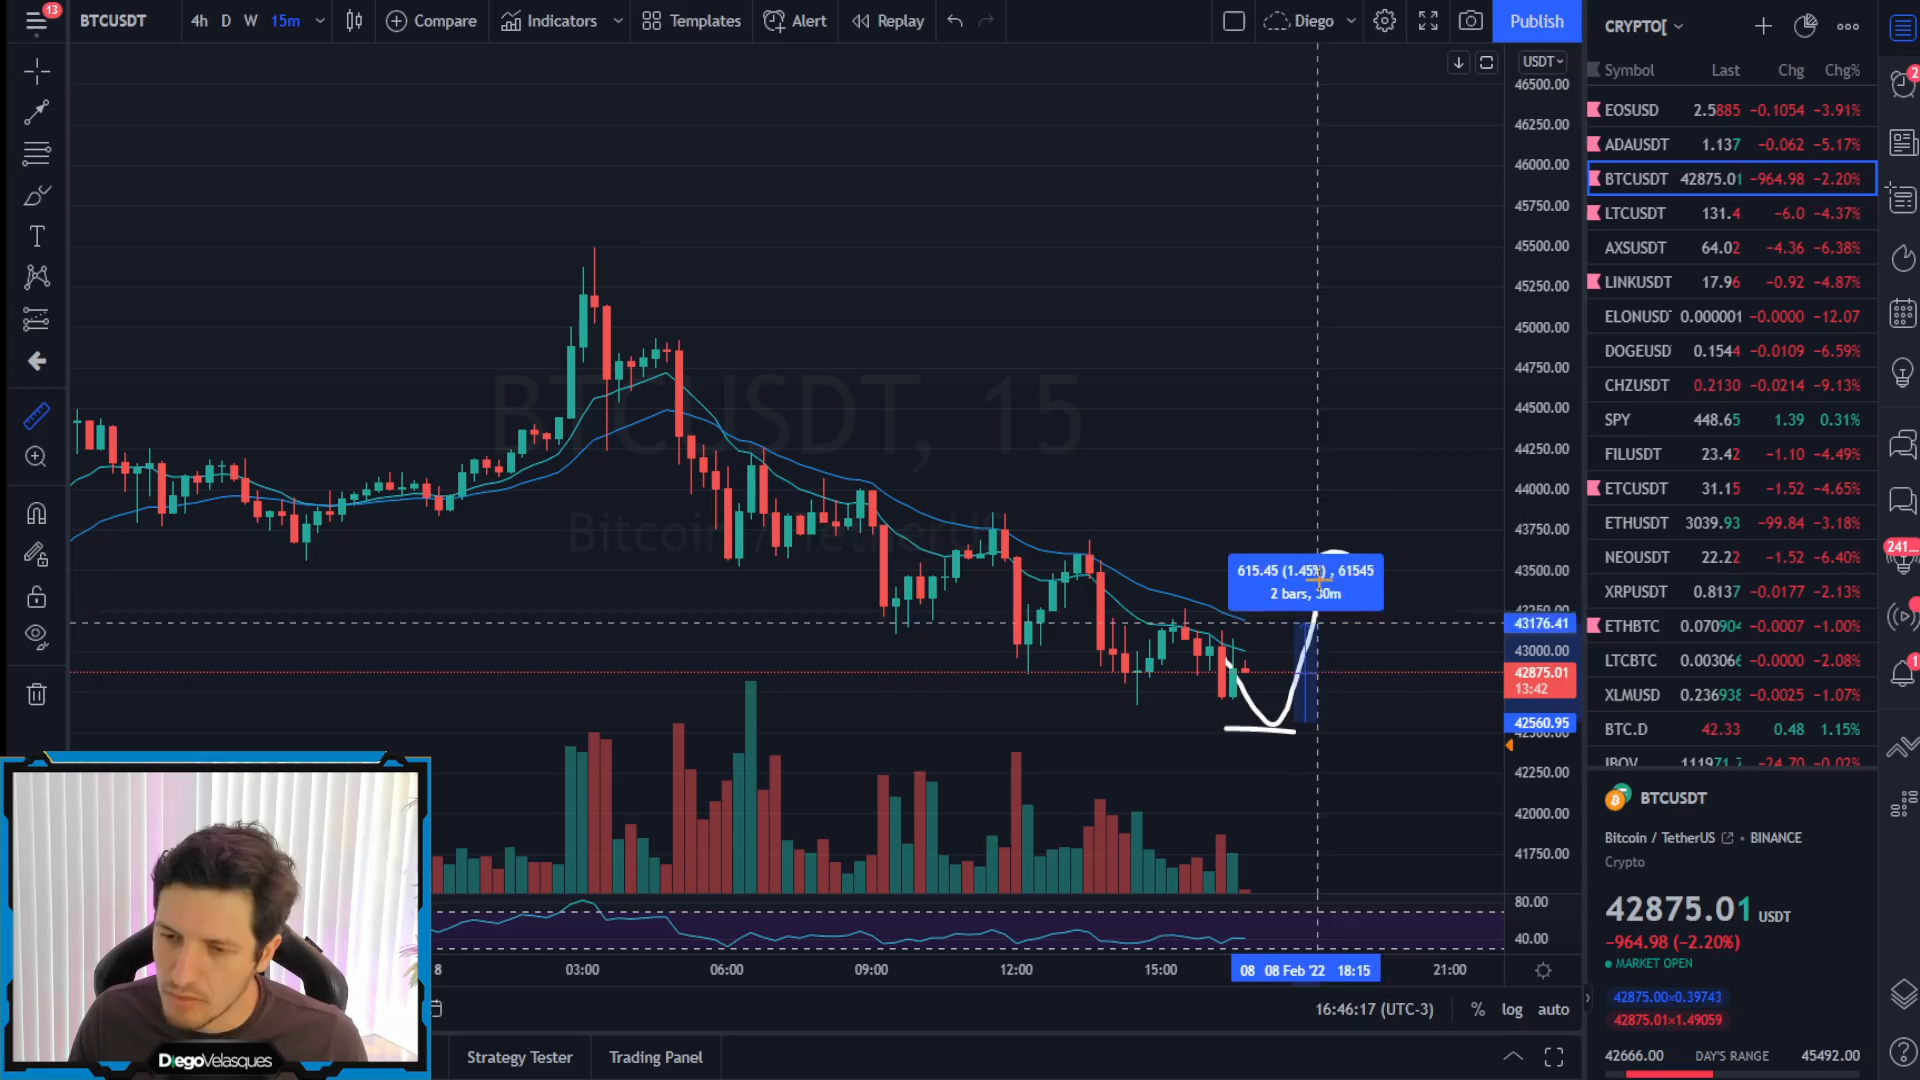 13
BTCUSDT
4h D W 15m
Compare
Indicators
Templates
Alert
Replay
Diego
Publish
CRYPTO[
USDT
Symbol Last Chg Chg%
EOSUSD 2.5885 −0.1054 −3.91%
ADAUSDT 1.137 −0.062 −5.17%
BTCUSDT 42875.01 −964.98 −2.20%
LTCUSDT 131.4 −6.0 −4.37%
AXSUSDT 64.02 −4.36 −6.38%
LINKUSDT 17.96 −0.92 −4.87%
ELONUSD 0.000001 −0.0000 −12.07
DOGEUSD 0.1544 −0.0109 −6.59%
CHZUSDT 0.2130 −0.0214 −9.13%
SPY 448.65 1.39 0.31%
FILUSDT 23.42 −1.10 −4.49%
ETCUSDT 31.15 −1.52 −4.65%
ETHUSDT 3039.93 −99.84 −3.18%
NEOUSDT 22.22 −1.52 −6.40%
XRPUSDT 0.8137 −0.0177 −2.13%
ETHBTC 0.070904 −0.0007 −1.00%
LTCBTC 0.003066 −0.0000 −2.08%
XLMUSD 0.236938 −0.0025 −1.07%
BTC.D 42.33 0.48 1.15%
IBOV 111971.7 −24.70 −0.02%
2
241
1
46500.00
46250.00
46000.00
45750.00
45500.00
45250.00
45000.00
44750.00
44500.00
44250.00
44000.00
43750.00
43500.00
43250.00
43176.41
43000.00
42875.01
13:42
42560.95
42500.00
42250.00
42000.00
41750.00
80.00
40.00
BTCUSDT, 15
Bitcoin / TetherUS
615.45 (1.45%) , 61545
2 bars, 30m
8 03:00 06:00 09:00 12:00 15:00 08 08 Feb '22 18:15 21:00
16:46:17 (UTC-3) % log auto
Strategy Tester
Trading Panel
DiegoVelasques
BTCUSDT
Bitcoin / TetherUS • BINANCE
Crypto
42875.01 USDT
−964.98 (−2.20%)
MARKET OPEN
42875.00×0.39743
42875.01×1.49059
42666.00 DAY'S RANGE 45492.00